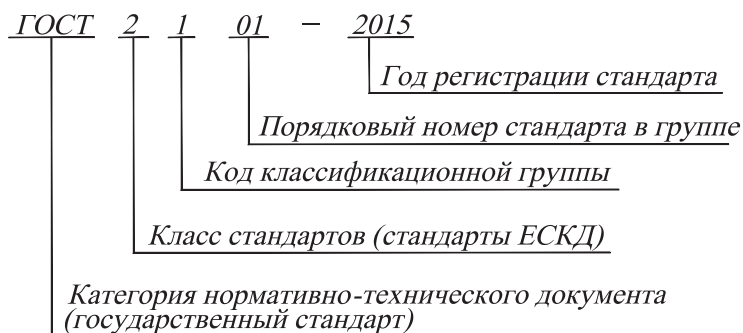 ГОСТ 2 1 01 – 2015
Год регистрации стандарта
Порядковый номер стандарта в группе
Код классификационной группы
Класс стандартов (стандарты ЕСКД)
Категория нормативно-технического документа
(государственный стандарт)